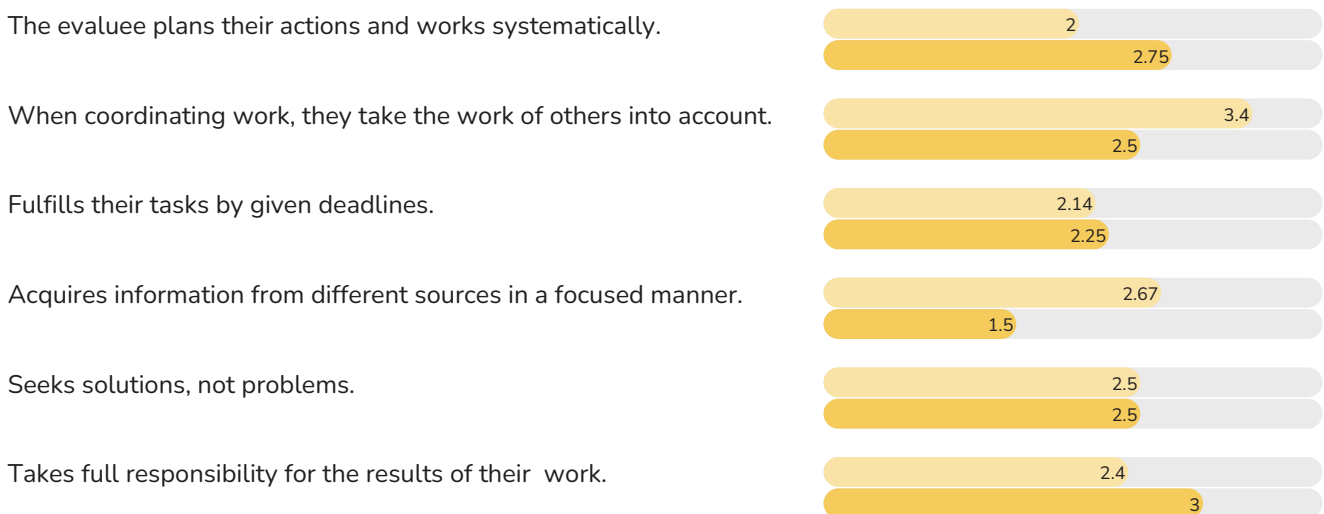 The evaluee plans their actions and works systematically.
2
2.75
When coordinating work, they take the work of others into account.
3.4
2.5
Fulfills their tasks by given deadlines.
2.14
2.25
Acquires information from different sources in a focused manner.
2.67
1.5
Seeks solutions, not problems.
2.5
2.5
Takes full responsibility for the results of their  work.
2.4
3